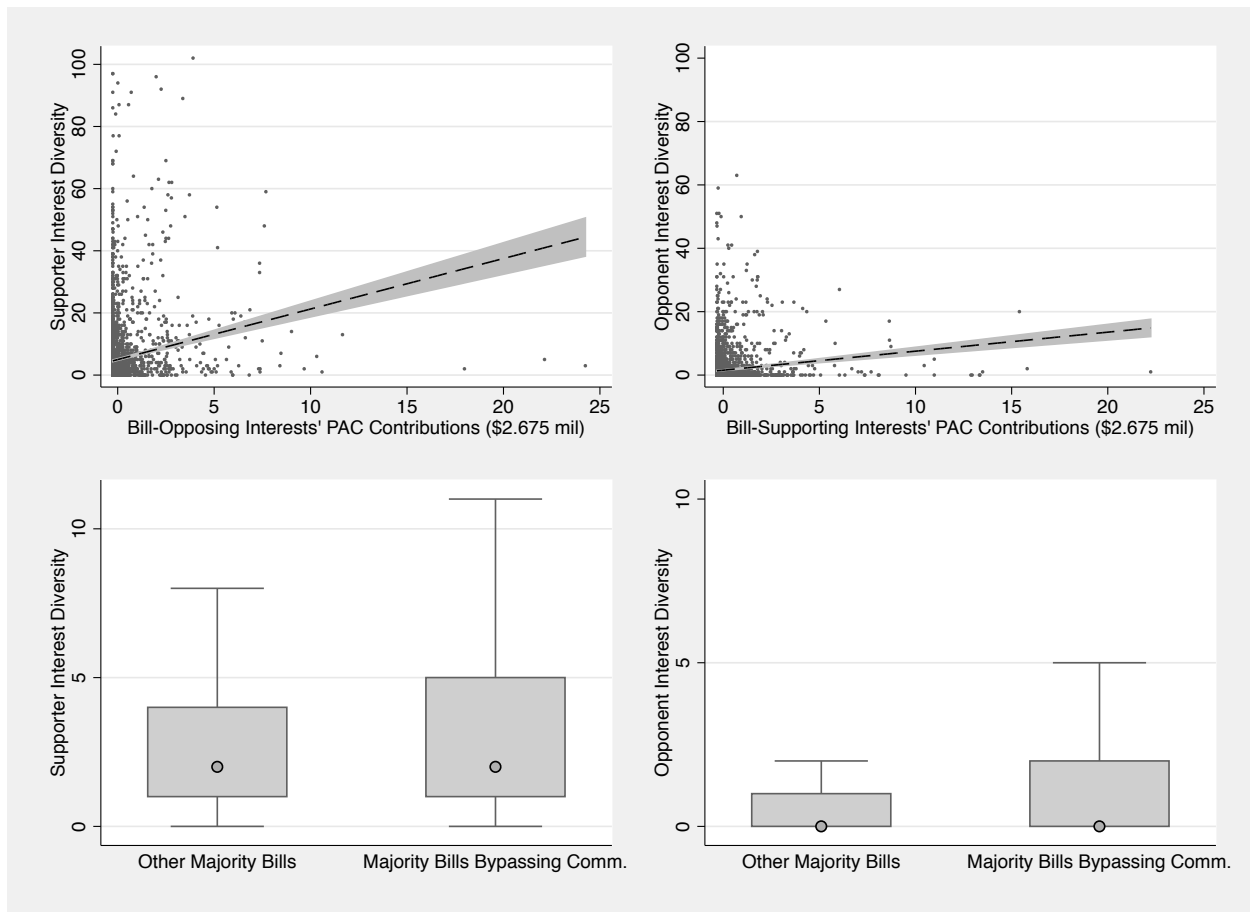 Supporter Interest Diversity
100
80
60
40
20
0
0 5 10 15 20 25
Bill-Opposing Interests' PAC Contributions ($2.675 mil)
Opponent Interest Diversity
100
80
60
40
20
0
0 5 10 15 20 25
Bill-Supporting Interests' PAC Contributions ($2.675 mil)
Supporter Interest Diversity
10
5
0
Other Majority Bills Majority Bills Bypassing Comm.
Opponent Interest Diversity
10
5
0
Other Majority Bills Majority Bills Bypassing Comm.